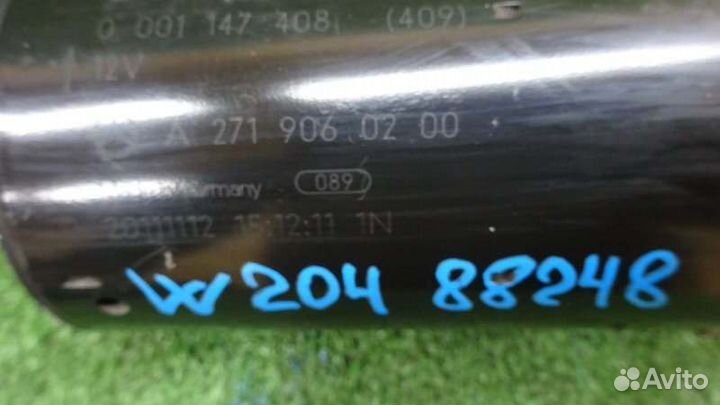 0 001 147 408 (409)
12V
A 271 906 02 00
Germany 089
20111112 15:12:11 1N
W204 88248
Avito